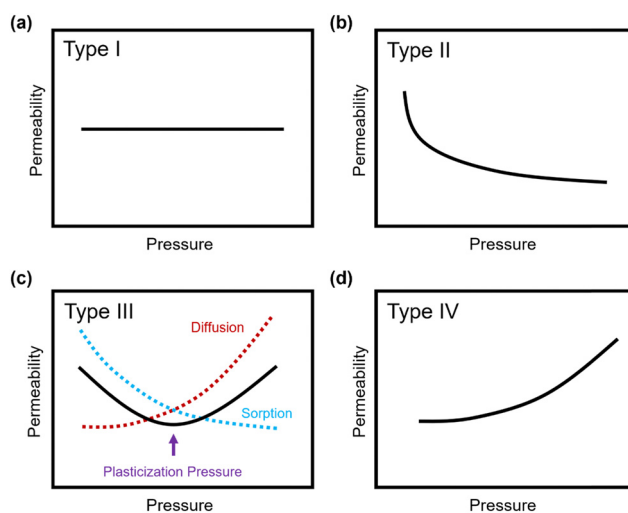 (a)
Type I
Permeability
Pressure
(b)
Type II
Permeability
Pressure
(c)
Type III
Diffusion
Sorption
Plasticization Pressure
Permeability
Pressure
(d)
Type IV
Permeability
Pressure